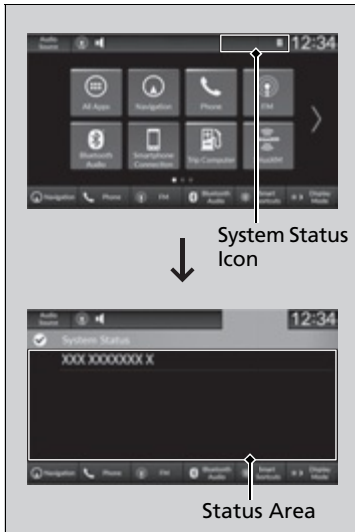 Audio Source 12:34
All Apps Navigation Phone FM
Bluetooth Audio Smartphone Connection Trip Computer
Navigation Phone FM Bluetooth Audio Smart Shortcuts Display Mode
System Status
Icon
Audio Source 12:34
System Status
XXX XXXXXXX X
Navigation Phone FM Bluetooth Audio Smart Shortcuts Display Mode
Status Area